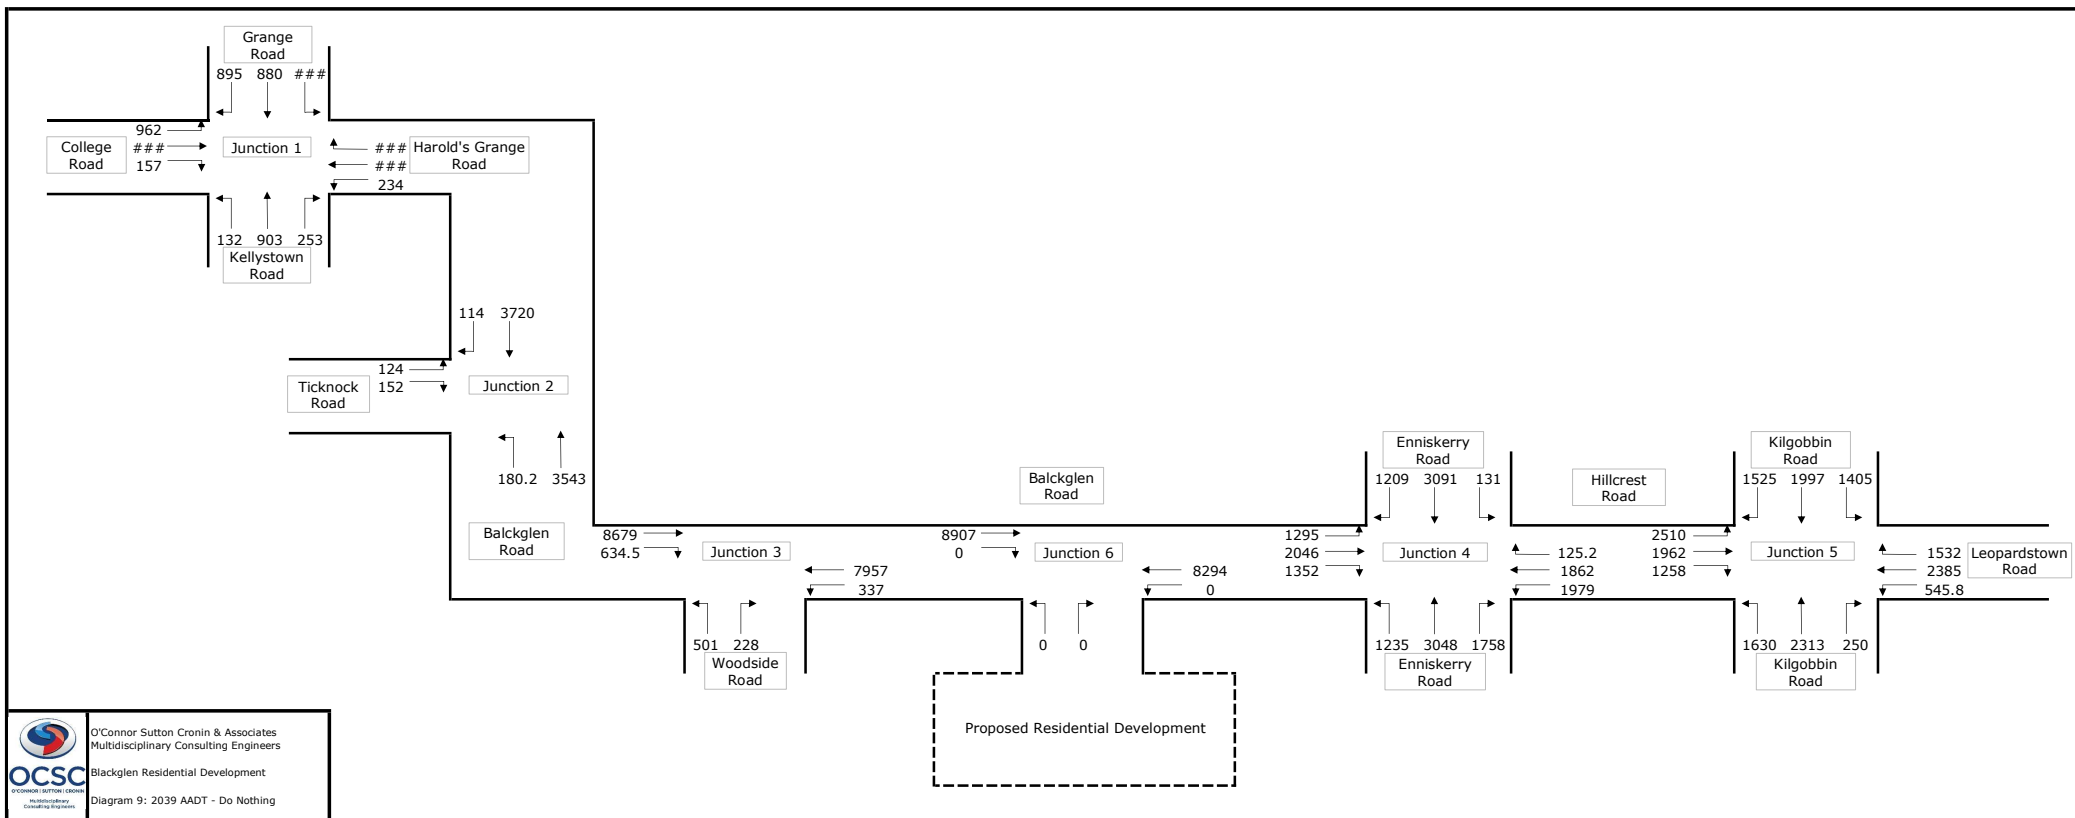 Grange
Road
895 880 ###
962
College
Road
###
157
Junction 1
###
###
234
Harold's Grange
Road
132 903 253
Kellystown
Road
114 3720
124
152
Ticknock
Road
Junction 2
180.2 3543
Balckglen
Road
8679
634.5
Junction 3
7957
337
501 228
Woodside
Road
Balckglen
Road
8907
0
Junction 6
8294
0
0 0
Proposed Residential Development
Enniskerry
Road
1209 3091 131
1295
2046
1352
Junction 4
125.2
1862
1979
1235 3048 1758
Enniskerry
Road
Hillcrest
Road
Kilgobbin
Road
1525 1997 1405
2510
1962
1258
Junction 5
1532
2385
545.8
Leopardstown
Road
1630 2313 250
Kilgobbin
Road
OCSC
O'CONNOR | SUTTON | CRONIN
Multidisciplinary
Consulting Engineers
O'Connor Sutton Cronin & Associates
Multidisciplinary Consulting Engineers
Blackglen Residential Development
Diagram 9: 2039 AADT - Do Nothing